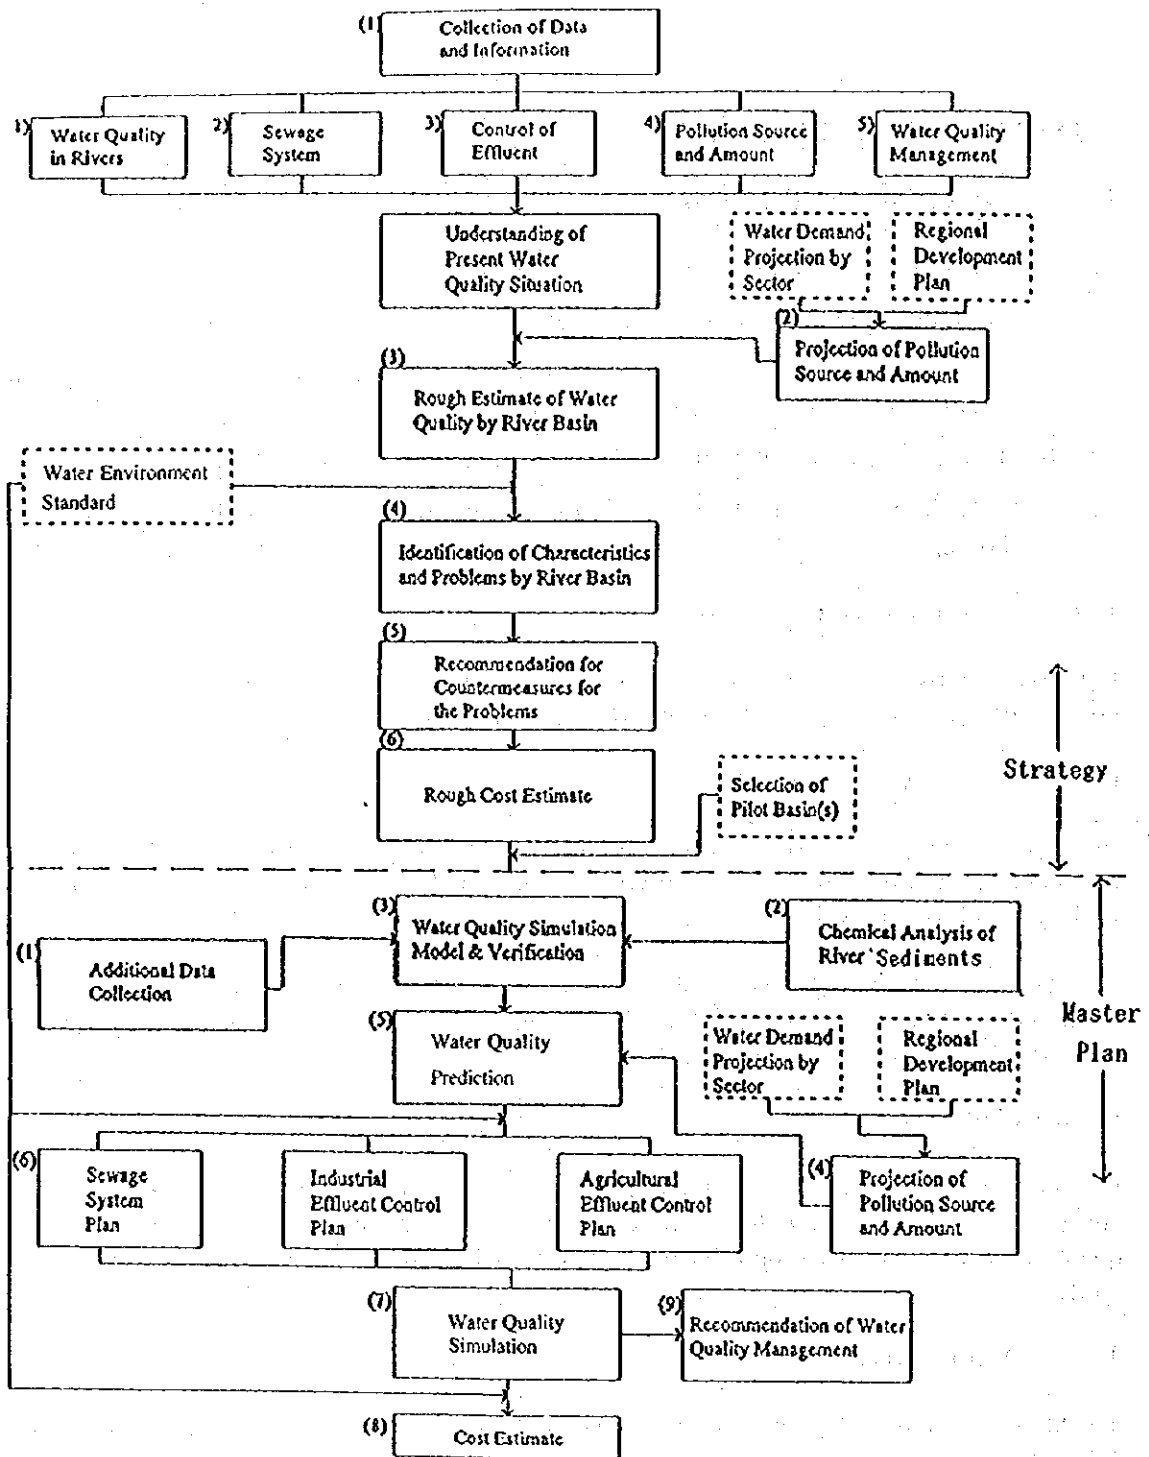 (1)
Collection of Data
and Information
1)
Water Quality
in Rivers
2)
Sewage
System
3)
Control of
Effluent
4)
Pollution Source
and Amount
5)
Water Quality
Management
Understanding of
Present Water
Quality Situation
Water Demand
Projection by
Sector
Regional
Development
Plan
(2)
Projection of Pollution
Source and Amount
(3)
Rough Estimate of Water
Quality by River Basin
Water Environment
Standard
(4)
Identification of Characteristics
and Problems by River Basin
(5)
Recommendation for
Countermeasures for
the Problems
(6)
Rough Cost Estimate
Selection of
Pilot Basin(s)
Strategy
(3)
Water Quality Simulation
Model & Verification
(2)
Chemical Analysis of
River Sediments
(1)
Additional Data
Collection
Master
Plan
(5)
Water Quality
Prediction
Water Demand
Projection by
Sector
Regional
Development
Plan
(6)
Sewage
System
Plan
Industrial
Effluent Control
Plan
Agricultural
Effluent Control
Plan
(4)
Projection of
Pollution Source
and Amount
(7)
Water Quality
Simulation
(9)
Recommendation of Water
Quality Management
(8)
Cost Estimate